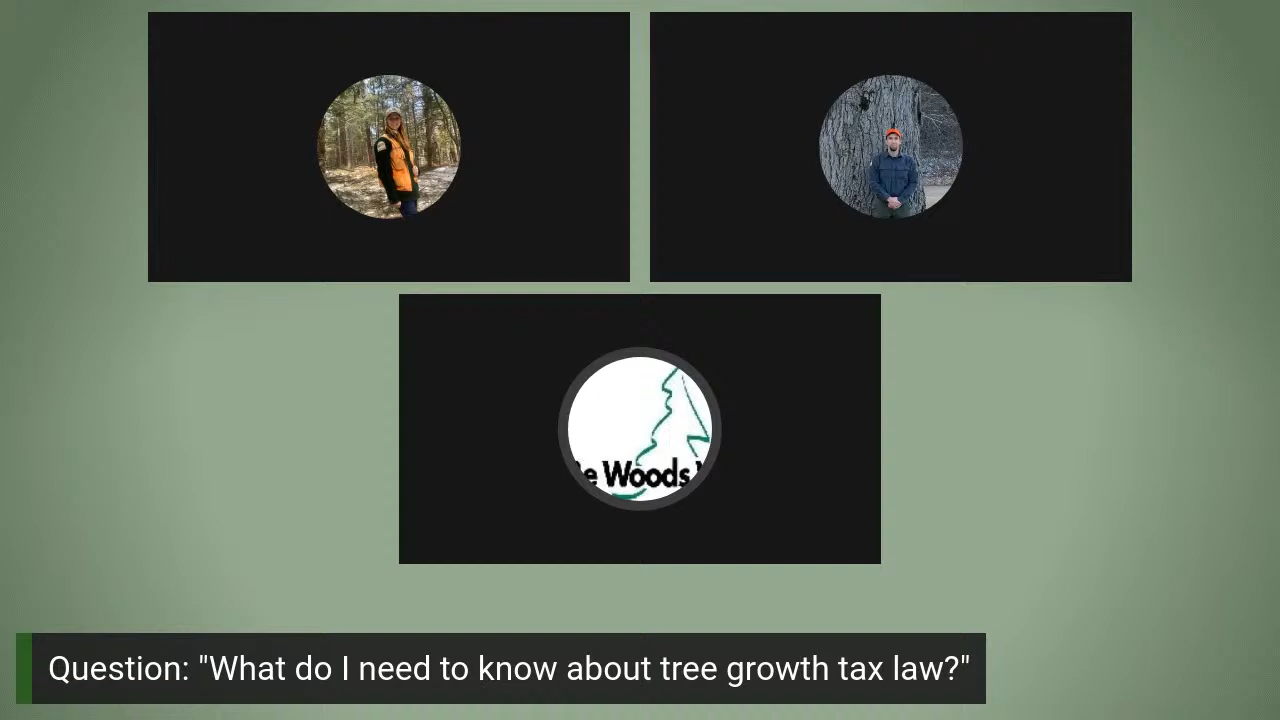 e Woods
Question: "What do I need to know about tree growth tax law?"